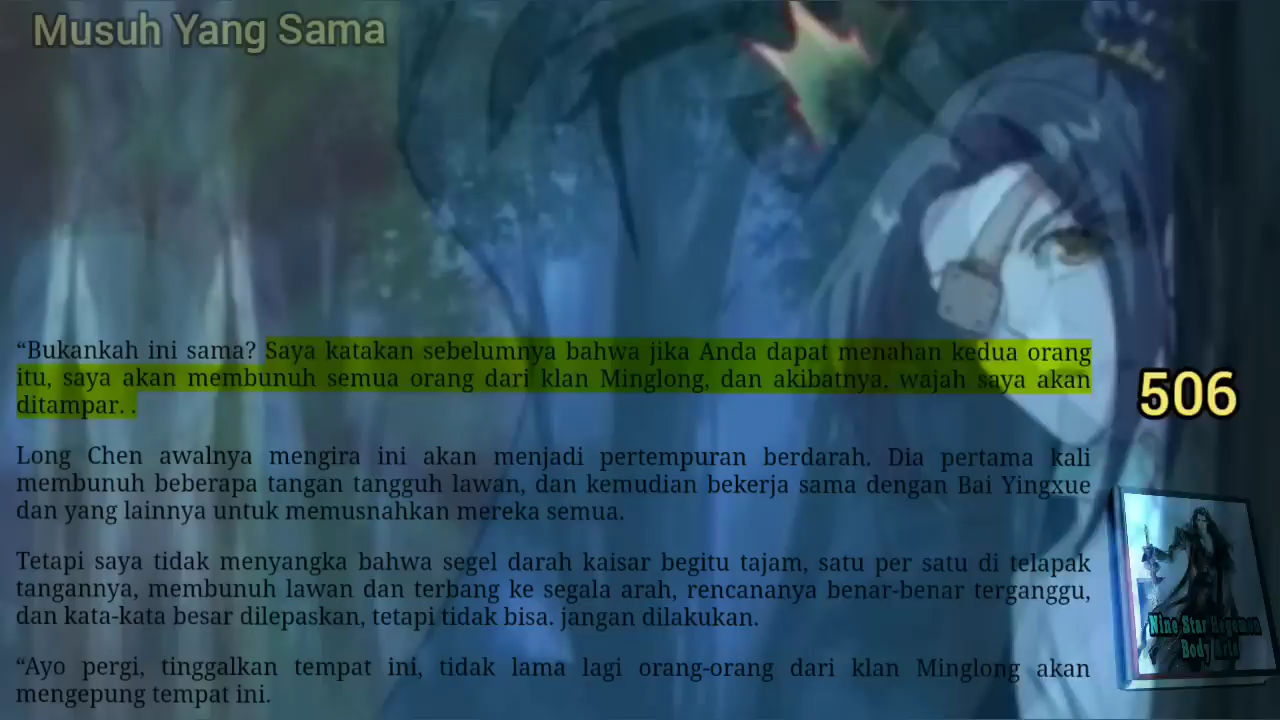 Musuh Yang Sama
“Bukankah ini sama? Saya katakan sebelumnya bahwa jika Anda dapat menahan kedua orang
itu, saya akan membunuh semua orang dari klan Minglong, dan akibatnya. wajah saya akan
ditampar. .
506
Long Chen awalnya mengira ini akan menjadi pertempuran berdarah. Dia pertama kali
membunuh beberapa tangan tangguh lawan, dan kemudian bekerja sama dengan Bai Yingxue
dan yang lainnya untuk memusnahkan mereka semua.
Tetapi saya tidak menyangka bahwa segel darah kaisar begitu tajam, satu per satu di telapak
tangannya, membunuh lawan dan terbang ke segala arah, rencananya benar-benar terganggu,
dan kata-kata besar dilepaskan, tetapi tidak bisa. jangan dilakukan.
“Ayo pergi, tinggalkan tempat ini, tidak lama lagi orang-orang dari klan Minglong akan
mengepung tempat ini.
Nine Star Hegemon
Body Arts